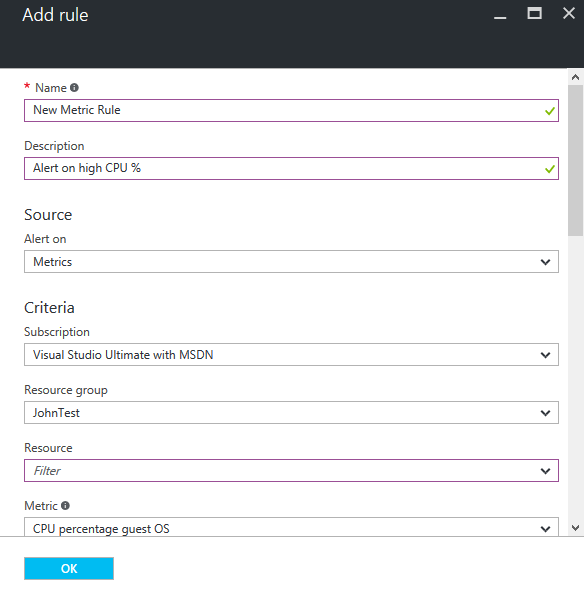 Add rule
* Name
New Metric Rule
Description
Alert on high CPU %
Source
Alert on
Metrics
Criteria
Subscription
Visual Studio Ultimate with MSDN
Resource group
JohnTest
Resource
Filter
Metric
CPU percentage guest OS
OK